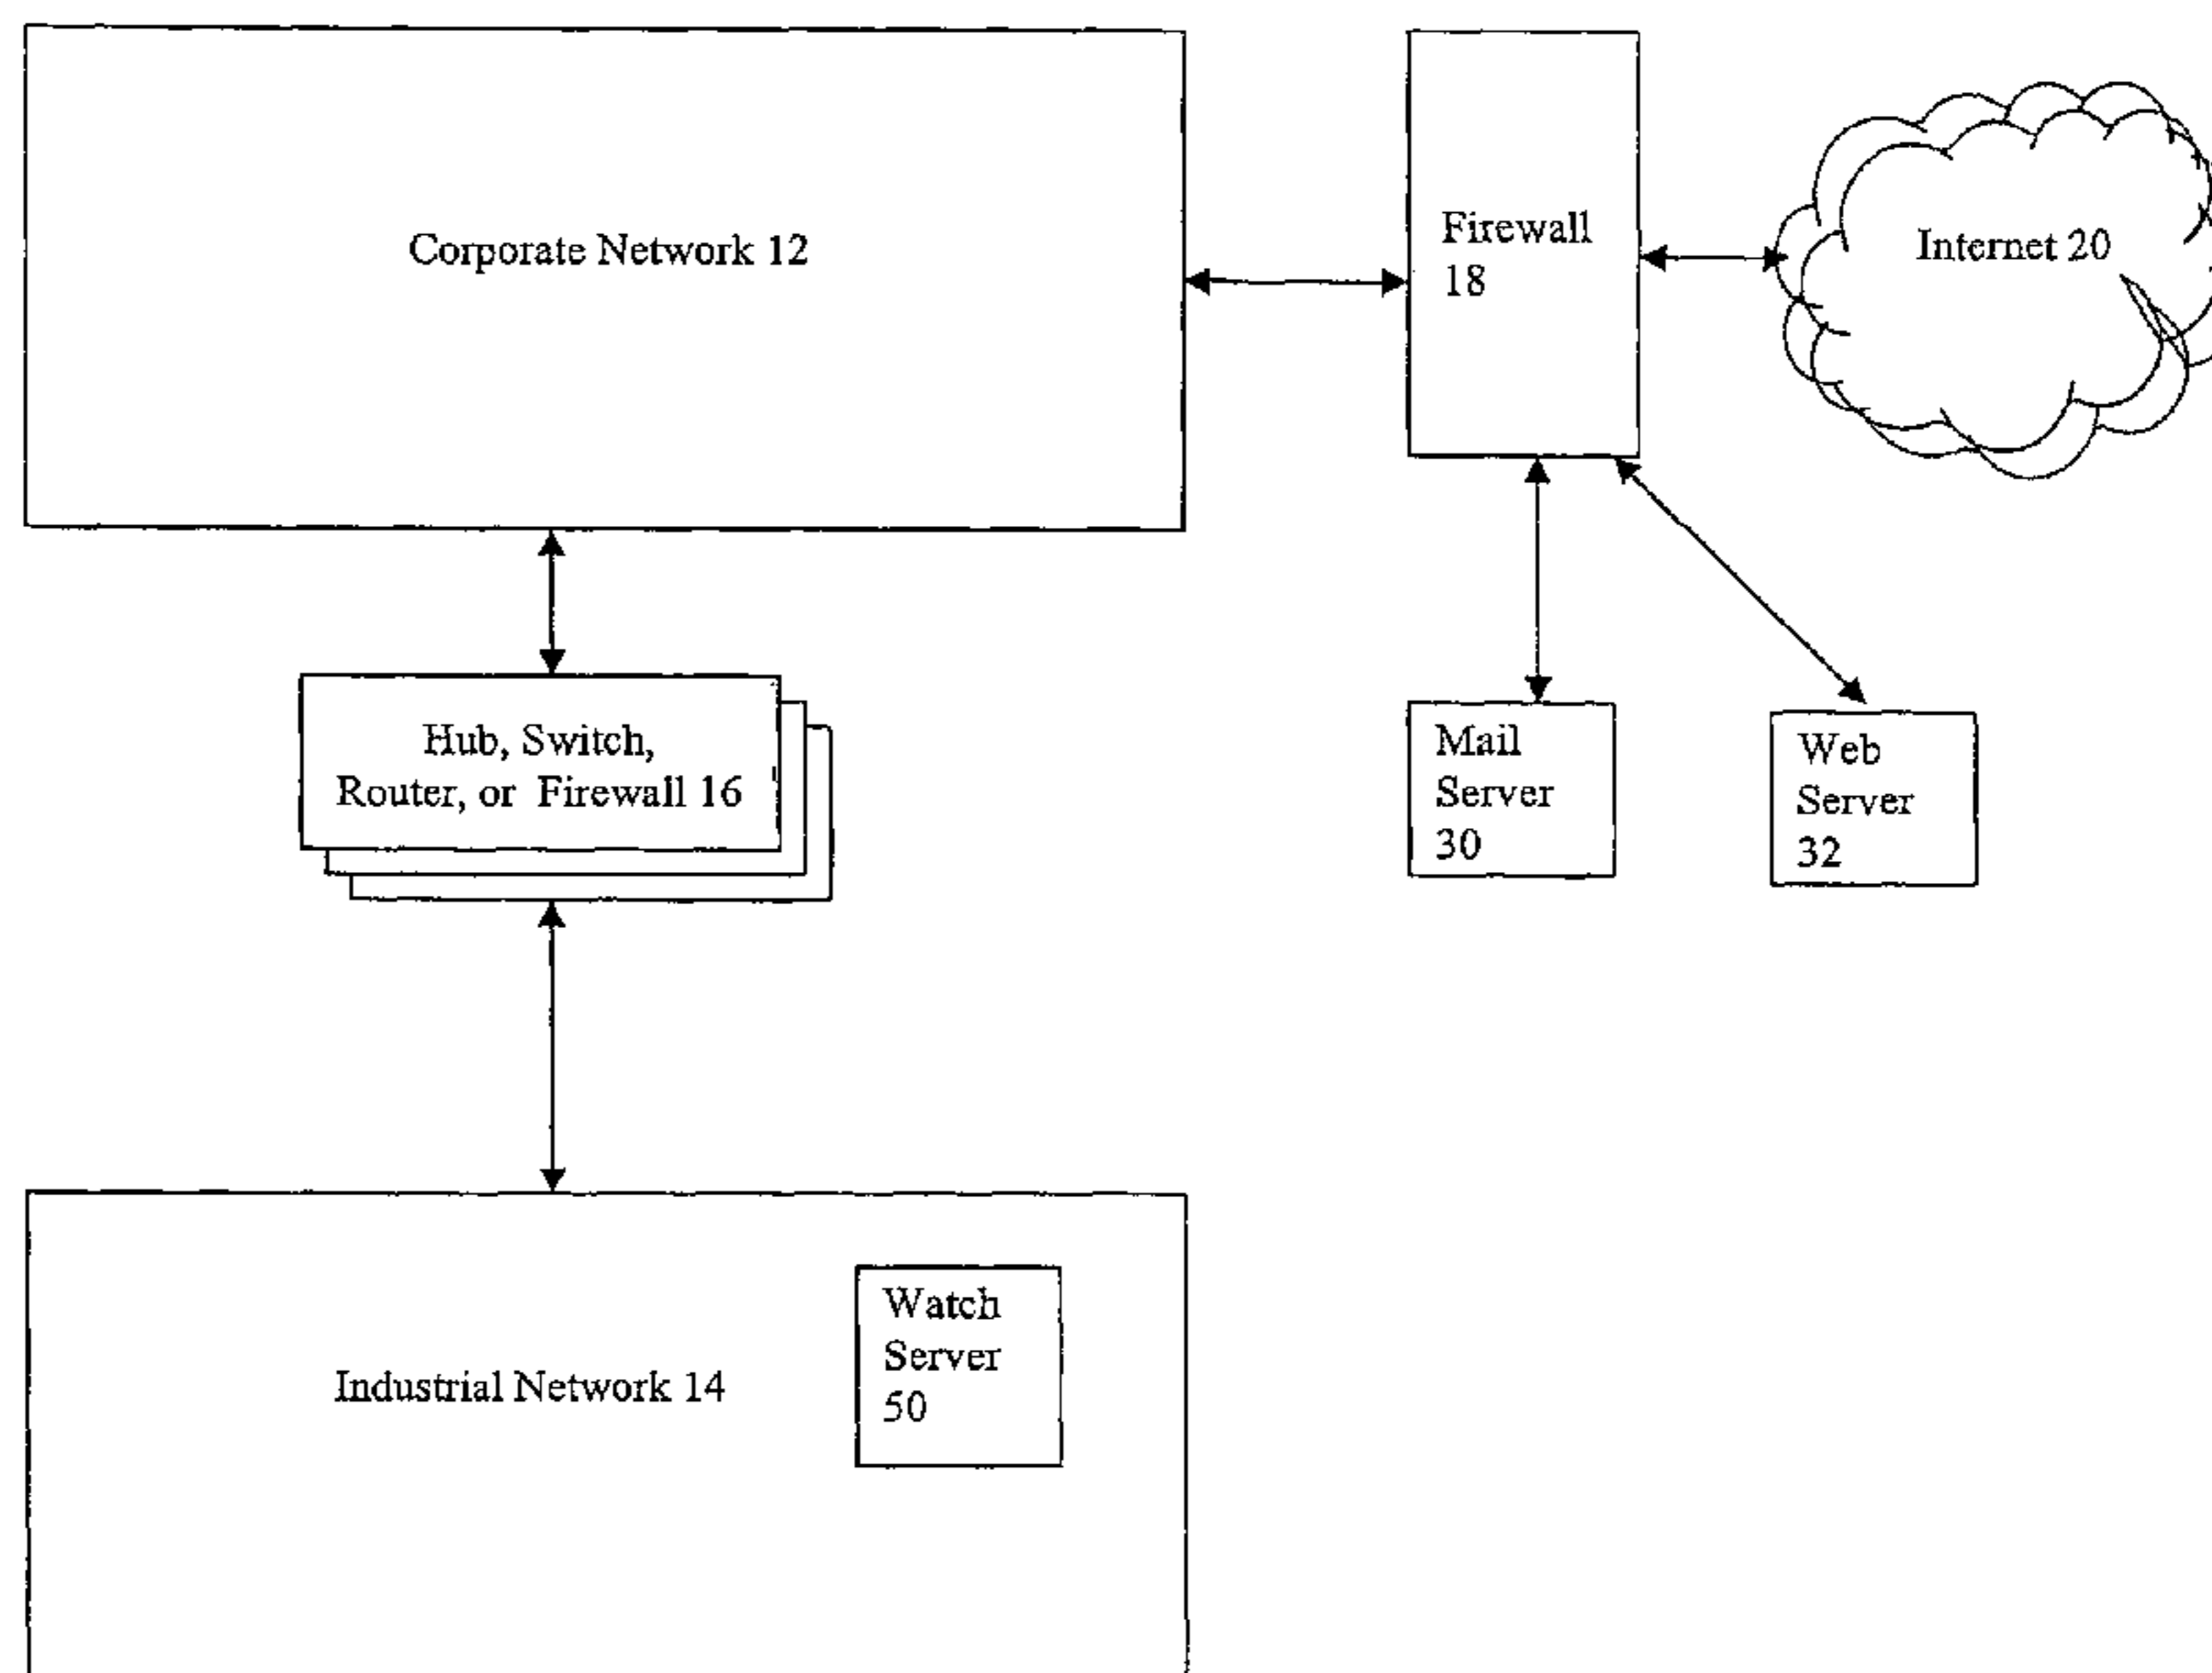 Corporate Network 12
Firewall
18
Internet 20
Hub, Switch,
Router, or Firewall 16
Mail
Server
30
Web
Server
32
Industrial Network 14
Watch
Server
50